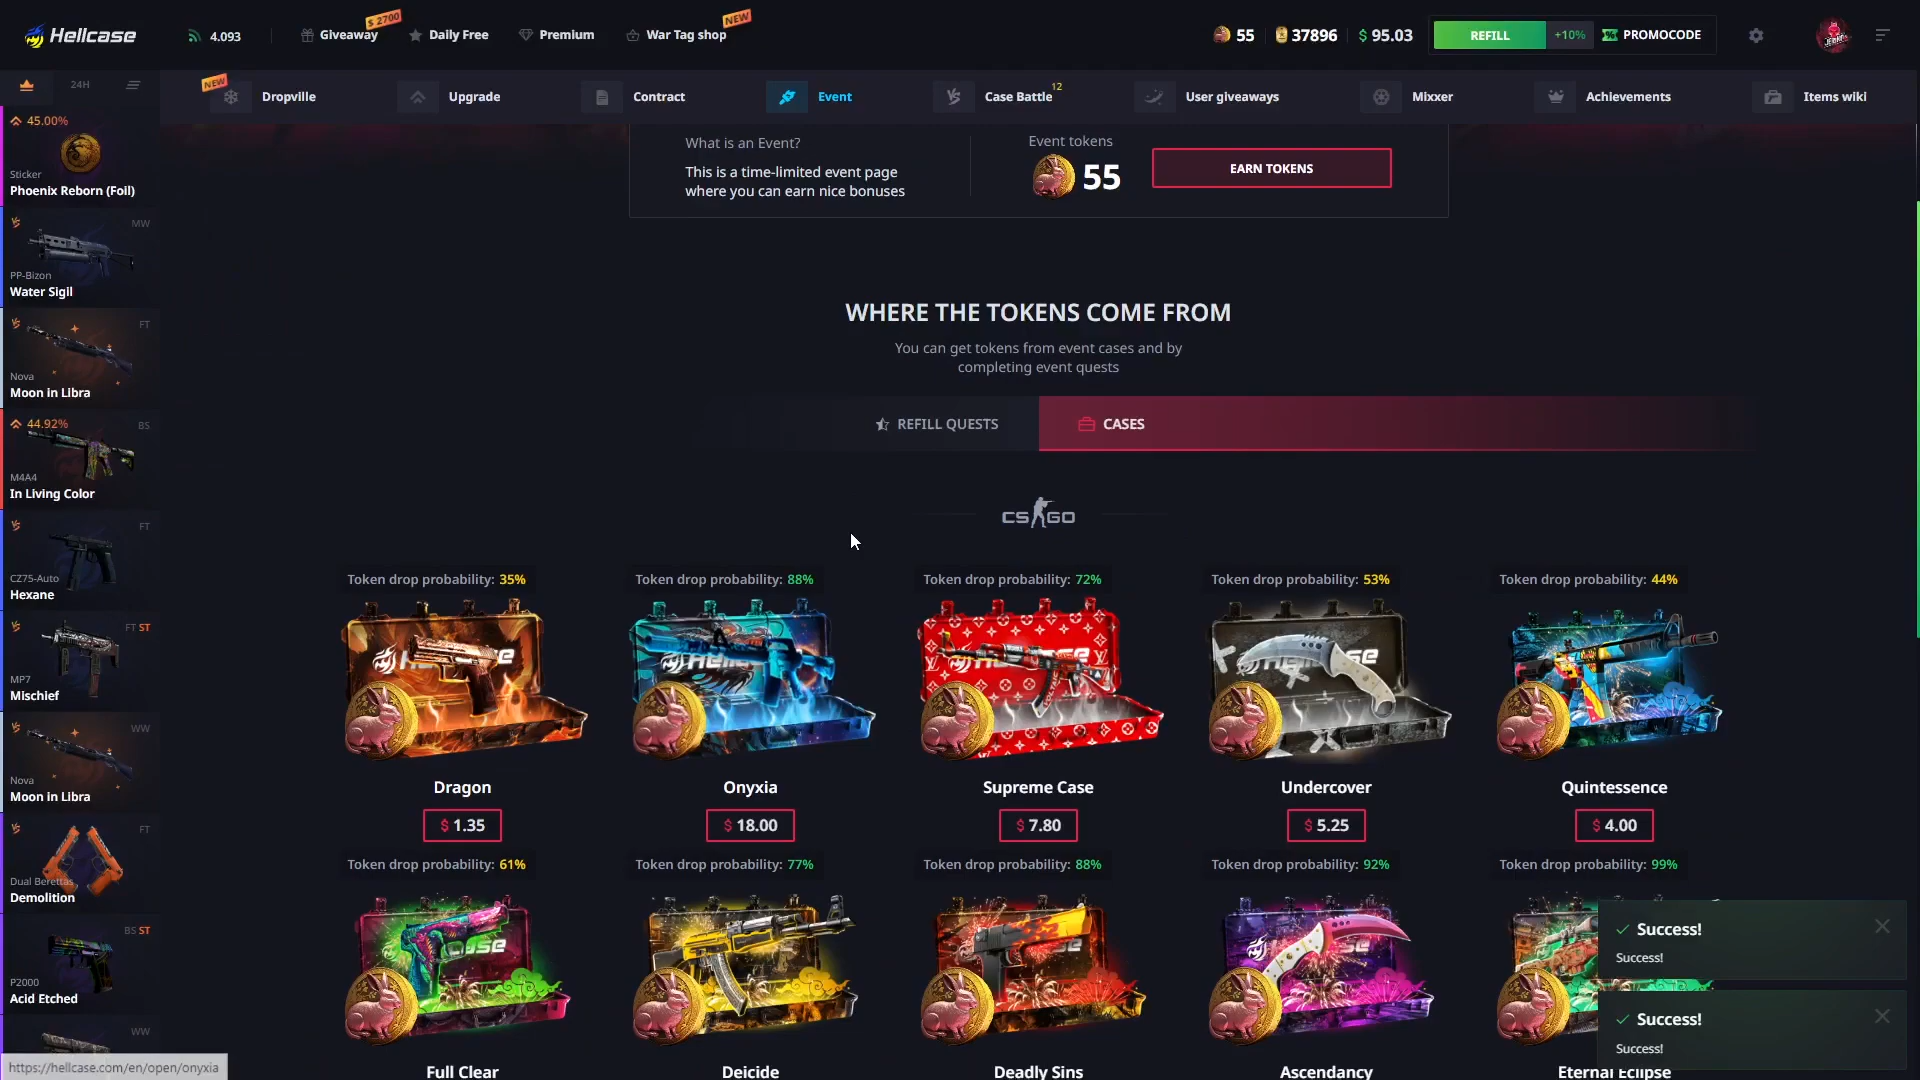 Hellcase
4.093
Giveaway
$ 2700
Daily Free
Premium
War Tag shop
NEW
55
37896
$ 95.03
REFILL
+10%
PROMOCODE
24H
NEW
Dropville
Upgrade
Contract
Event
Case Battle
12
User giveaways
Mixxer
Achievements
Items wiki
45.00%
Sticker
Phoenix Reborn (Foil)
MW
PP-Bizon
Water Sigil
FT
Nova
Moon in Libra
44.92%
BS
M4A4
In Living Color
FT
CZ75-Auto
Hexane
FT ST
MP7
Mischief
WW
Nova
Moon in Libra
FT
Dual Berettas
Demolition
BS ST
P2000
Acid Etched
WW
What is an Event?
This is a time-limited event page
where you can earn nice bonuses
Event tokens
55
EARN TOKENS
WHERE THE TOKENS COME FROM
You can get tokens from event cases and by
completing event quests
REFILL QUESTS
CASES
CS GO
Token drop probability: 35%
Token drop probability: 88%
Token drop probability: 72%
Token drop probability: 53%
Token drop probability: 44%
Dragon
Onyxia
Supreme Case
Undercover
Quintessence
$ 1.35
$ 18.00
$ 7.80
$ 5.25
$ 4.00
Token drop probability: 61%
Token drop probability: 77%
Token drop probability: 88%
Token drop probability: 92%
Token drop probability: 99%
Full Clear
Deicide
Deadly Sins
Ascendancy
Eternal Eclipse
Success!
Success!
Success!
Success!
https://hellcase.com/en/open/onyxia